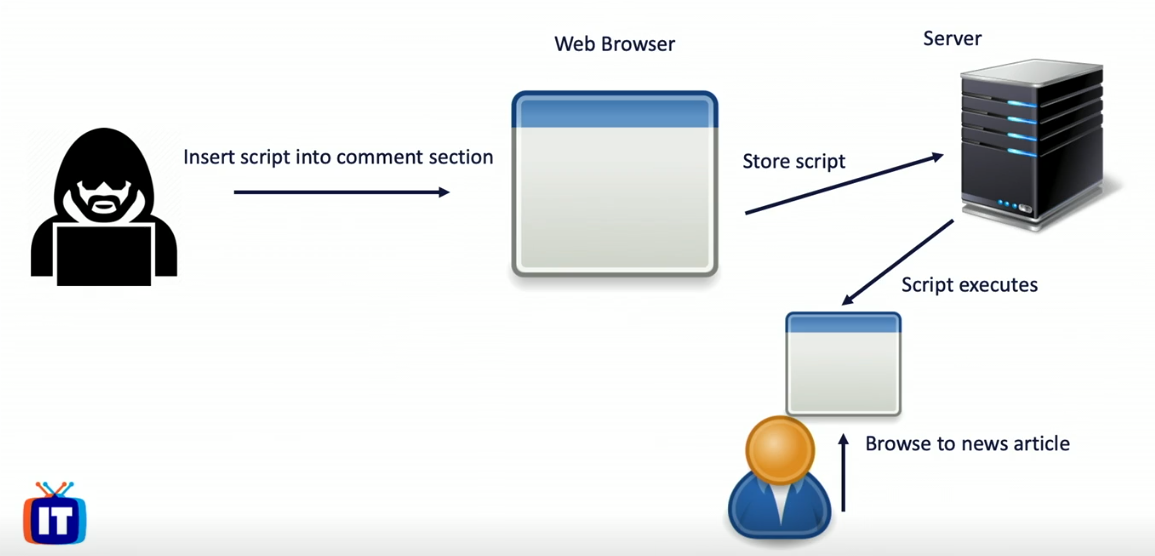 Web Browser
Server
Insert script into comment section
Store script
Script executes
Browse to news article
IT